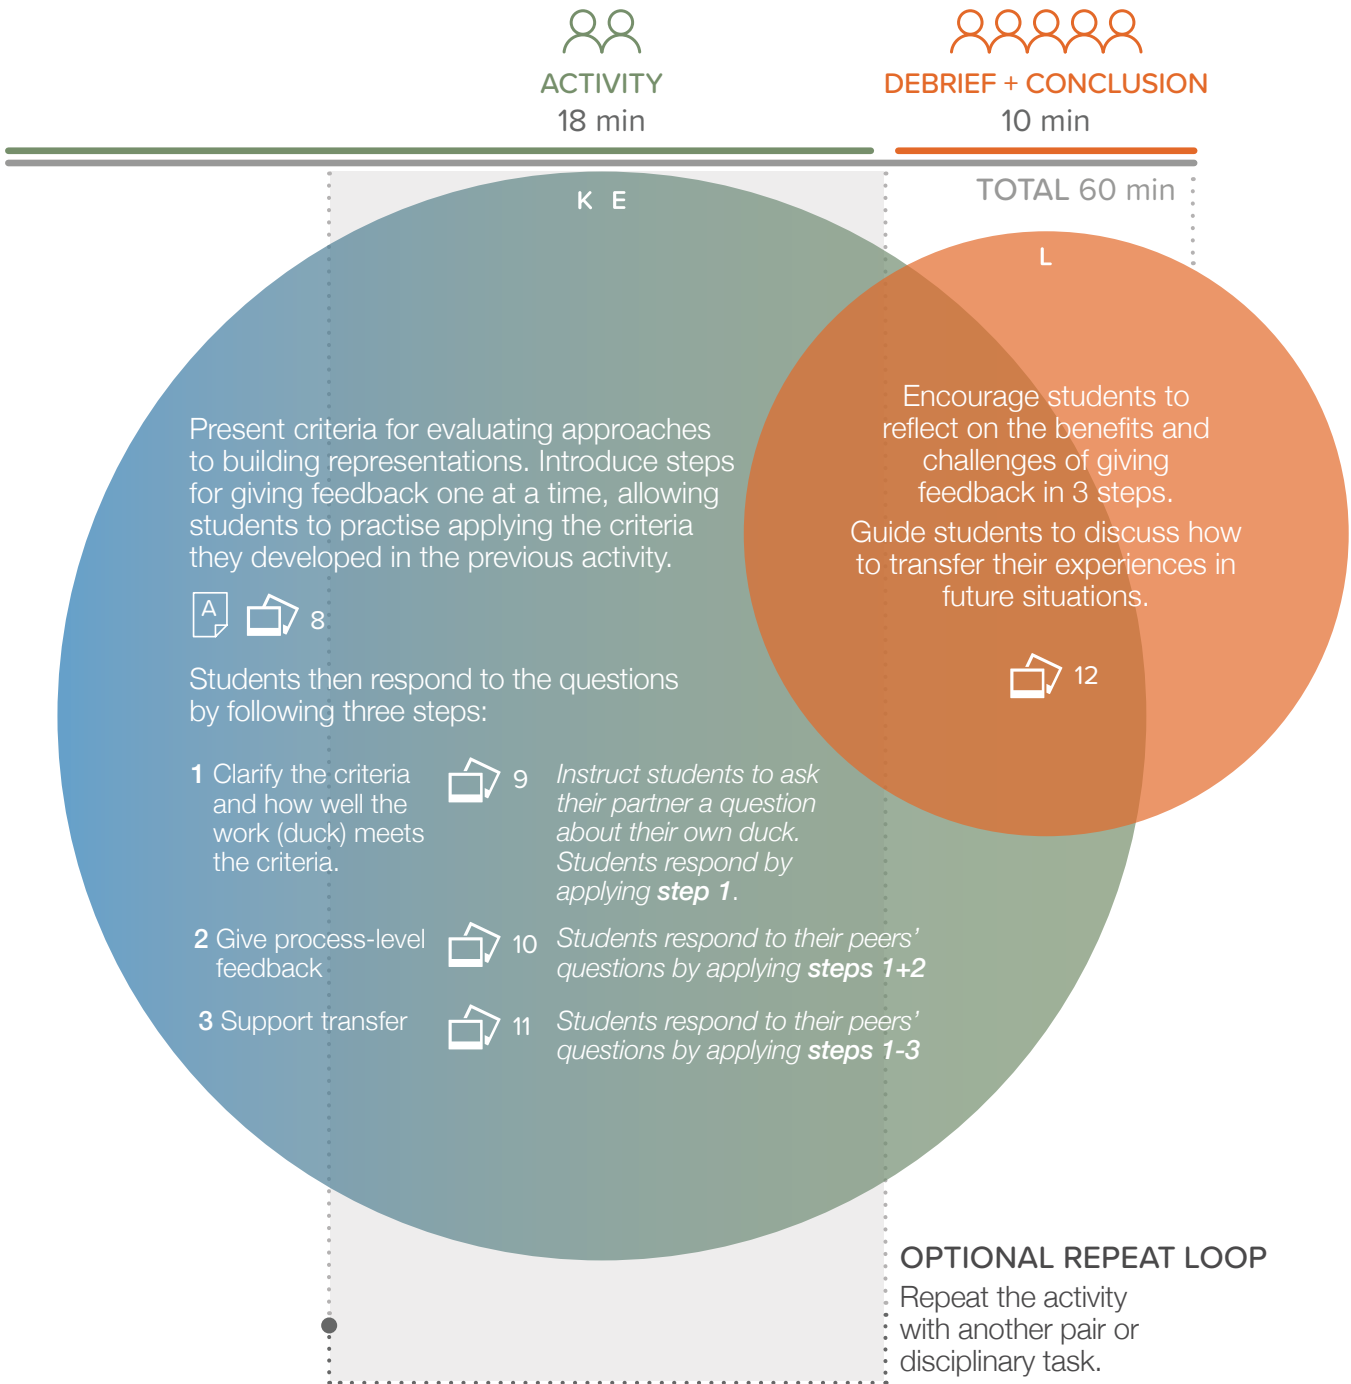 ACTIVITY
18 min
DEBRIEF + CONCLUSION
10 min
TOTAL 60 min
K E
L
Present criteria for evaluating approaches
to building representations. Introduce steps
for giving feedback one at a time, allowing
students to practise applying the criteria
they developed in the previous activity.
A
8
Students then respond to the questions
by following three steps:
1 Clarify the criteria
and how well the
work (duck) meets
the criteria.
9
Instruct students to ask
their partner a question
about their own duck.
Students respond by
applying step 1.
2 Give process-level
feedback
10
Students respond to their peers’
questions by applying steps 1+2
3 Support transfer
11
Students respond to their peers’
questions by applying steps 1-3
Encourage students to
reflect on the benefits and
challenges of giving
feedback in 3 steps.
Guide students to discuss how
to transfer their experiences in
future situations.
12
OPTIONAL REPEAT LOOP
Repeat the activity
with another pair or
disciplinary task.